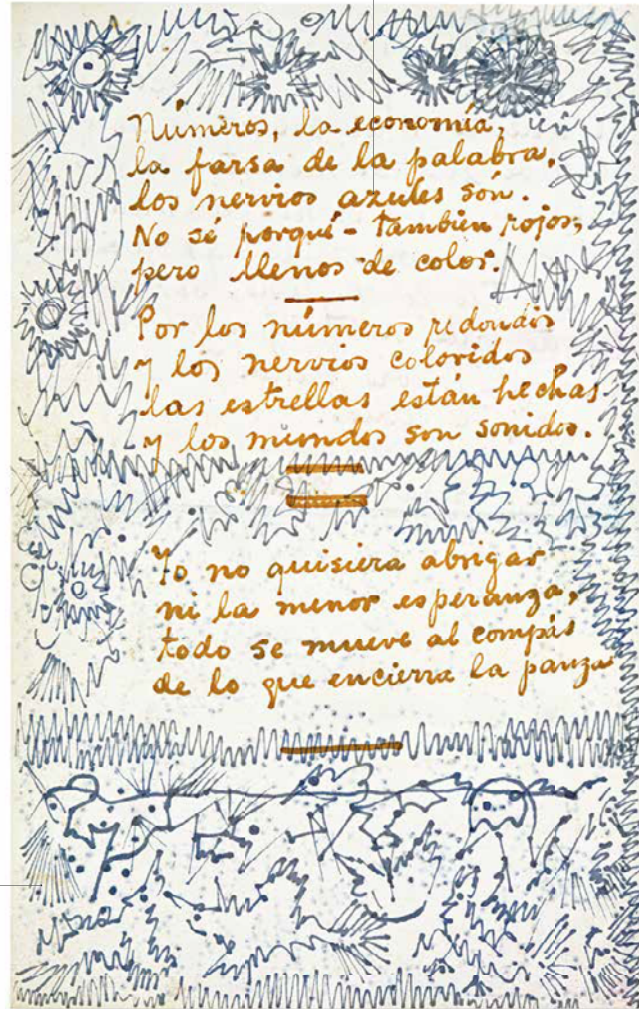 Números, la economía,
la farsa de la palabra,
los nervios azules son.
No sé porqué - también rojos,
pero llenos de color.
Por los números redondos
y los nervios coloridos
las estrellas están hechas
y los mundos son sonidos.
Yo no quisiera abrigar
ni la menor esperanza,
todo se mueve al compás
de lo que encierra la panza